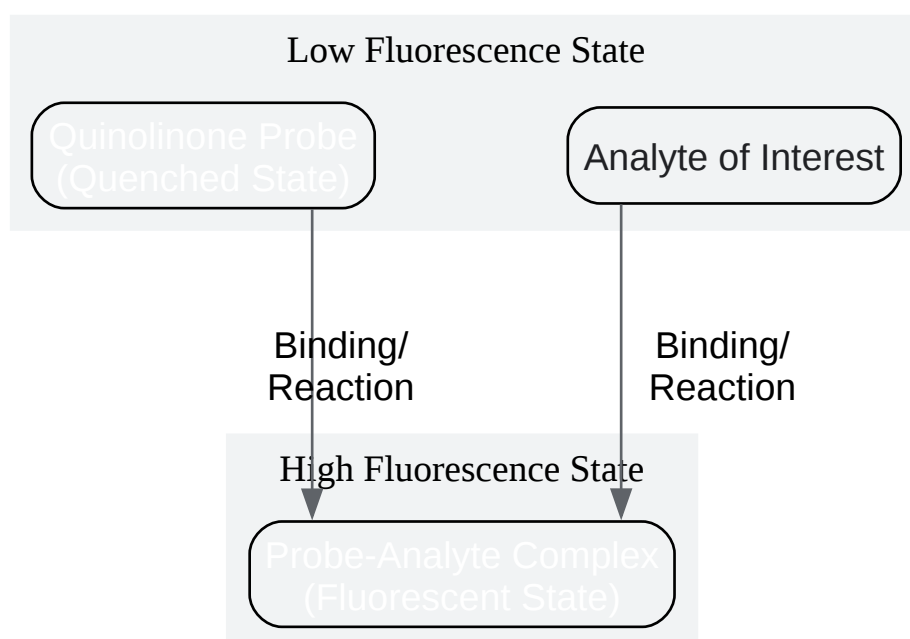 Low Fluorescence State
Quinolinone Probe
(Quenched State)
Analyte of Interest
Binding/
Reaction
Binding/
Reaction
High Fluorescence State
Probe-Analyte Complex
(Fluorescent State)